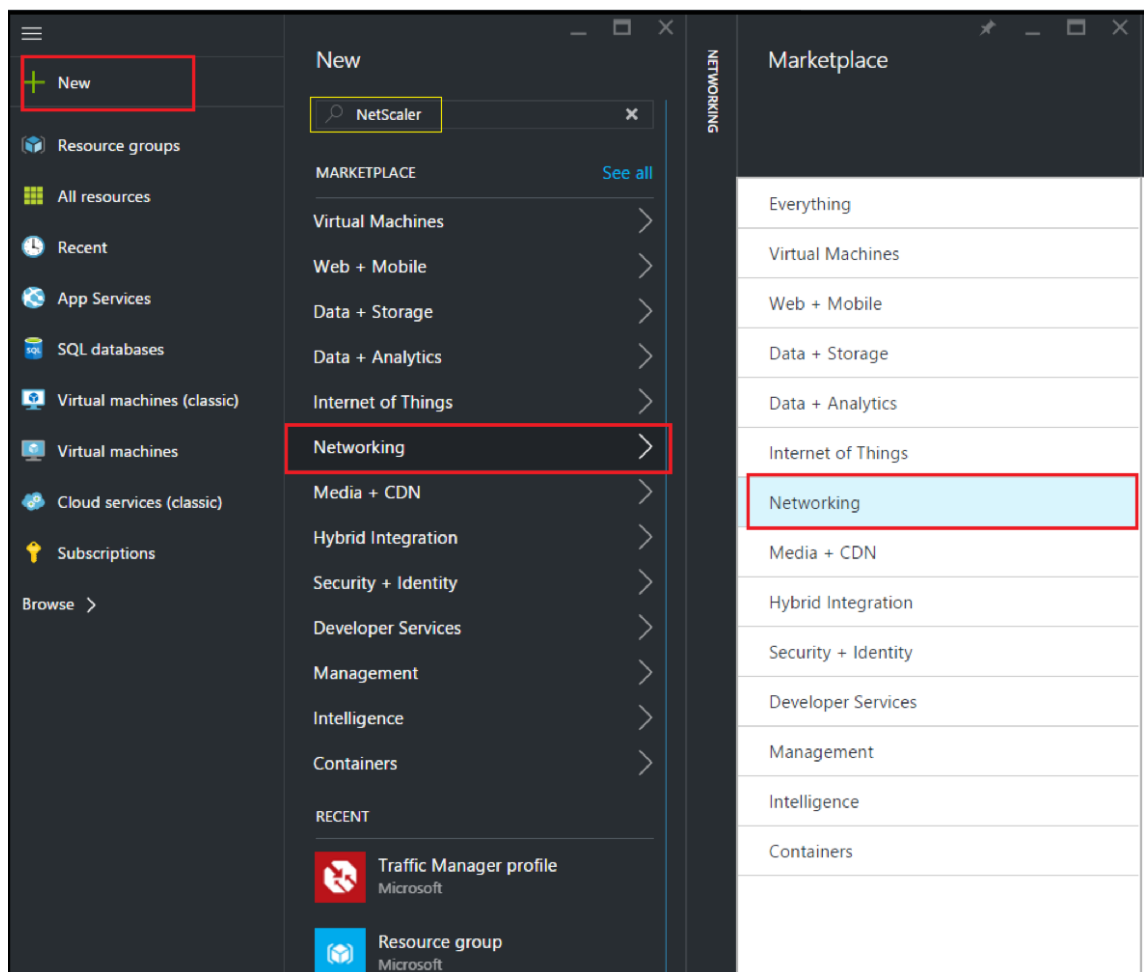 New
Resource groups
All resources
Recent
App Services
SQL
SQL databases
Virtual machines (classic)
Virtual machines
Cloud services (classic)
Subscriptions
Browse
New
NetScaler
MARKETPLACE
See all
Virtual Machines
Web + Mobile
Data + Storage
Data + Analytics
Internet of Things
Networking
Media + CDN
Hybrid Integration
Security + Identity
Developer Services
Management
Intelligence
Containers
RECENT
Traffic Manager profile
Microsoft
Resource group
Microsoft
NETWORKING
Marketplace
Everything
Virtual Machines
Web + Mobile
Data + Storage
Data + Analytics
Internet of Things
Networking
Media + CDN
Hybrid Integration
Security + Identity
Developer Services
Management
Intelligence
Containers